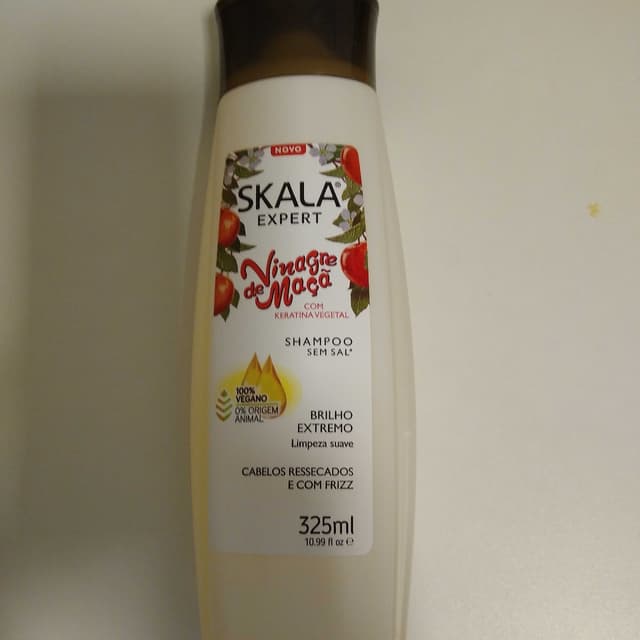 NOVO
SKALA®
EXPERT
Vinagre
de Maçã
COM
KERATINA VEGETAL
SHAMPOO
SEM SAL*
100%
VEGANO
0% ORIGEM
ANIMAL
BRILHO
EXTREMO
Limpeza suave
CABELOS RESSECADOS
E COM FRIZZ
325ml
10.99 fl oz ℮